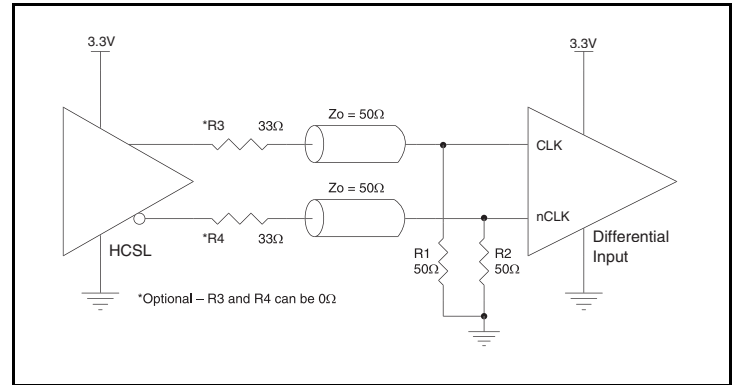 3.3V
3.3V
*R3 33Ω
Zo = 50Ω
CLK
Zo = 50Ω
nCLK
*R4 33Ω
HCSL
R1
50Ω
R2
50Ω
Differential
Input
*Optional – R3 and R4 can be 0Ω